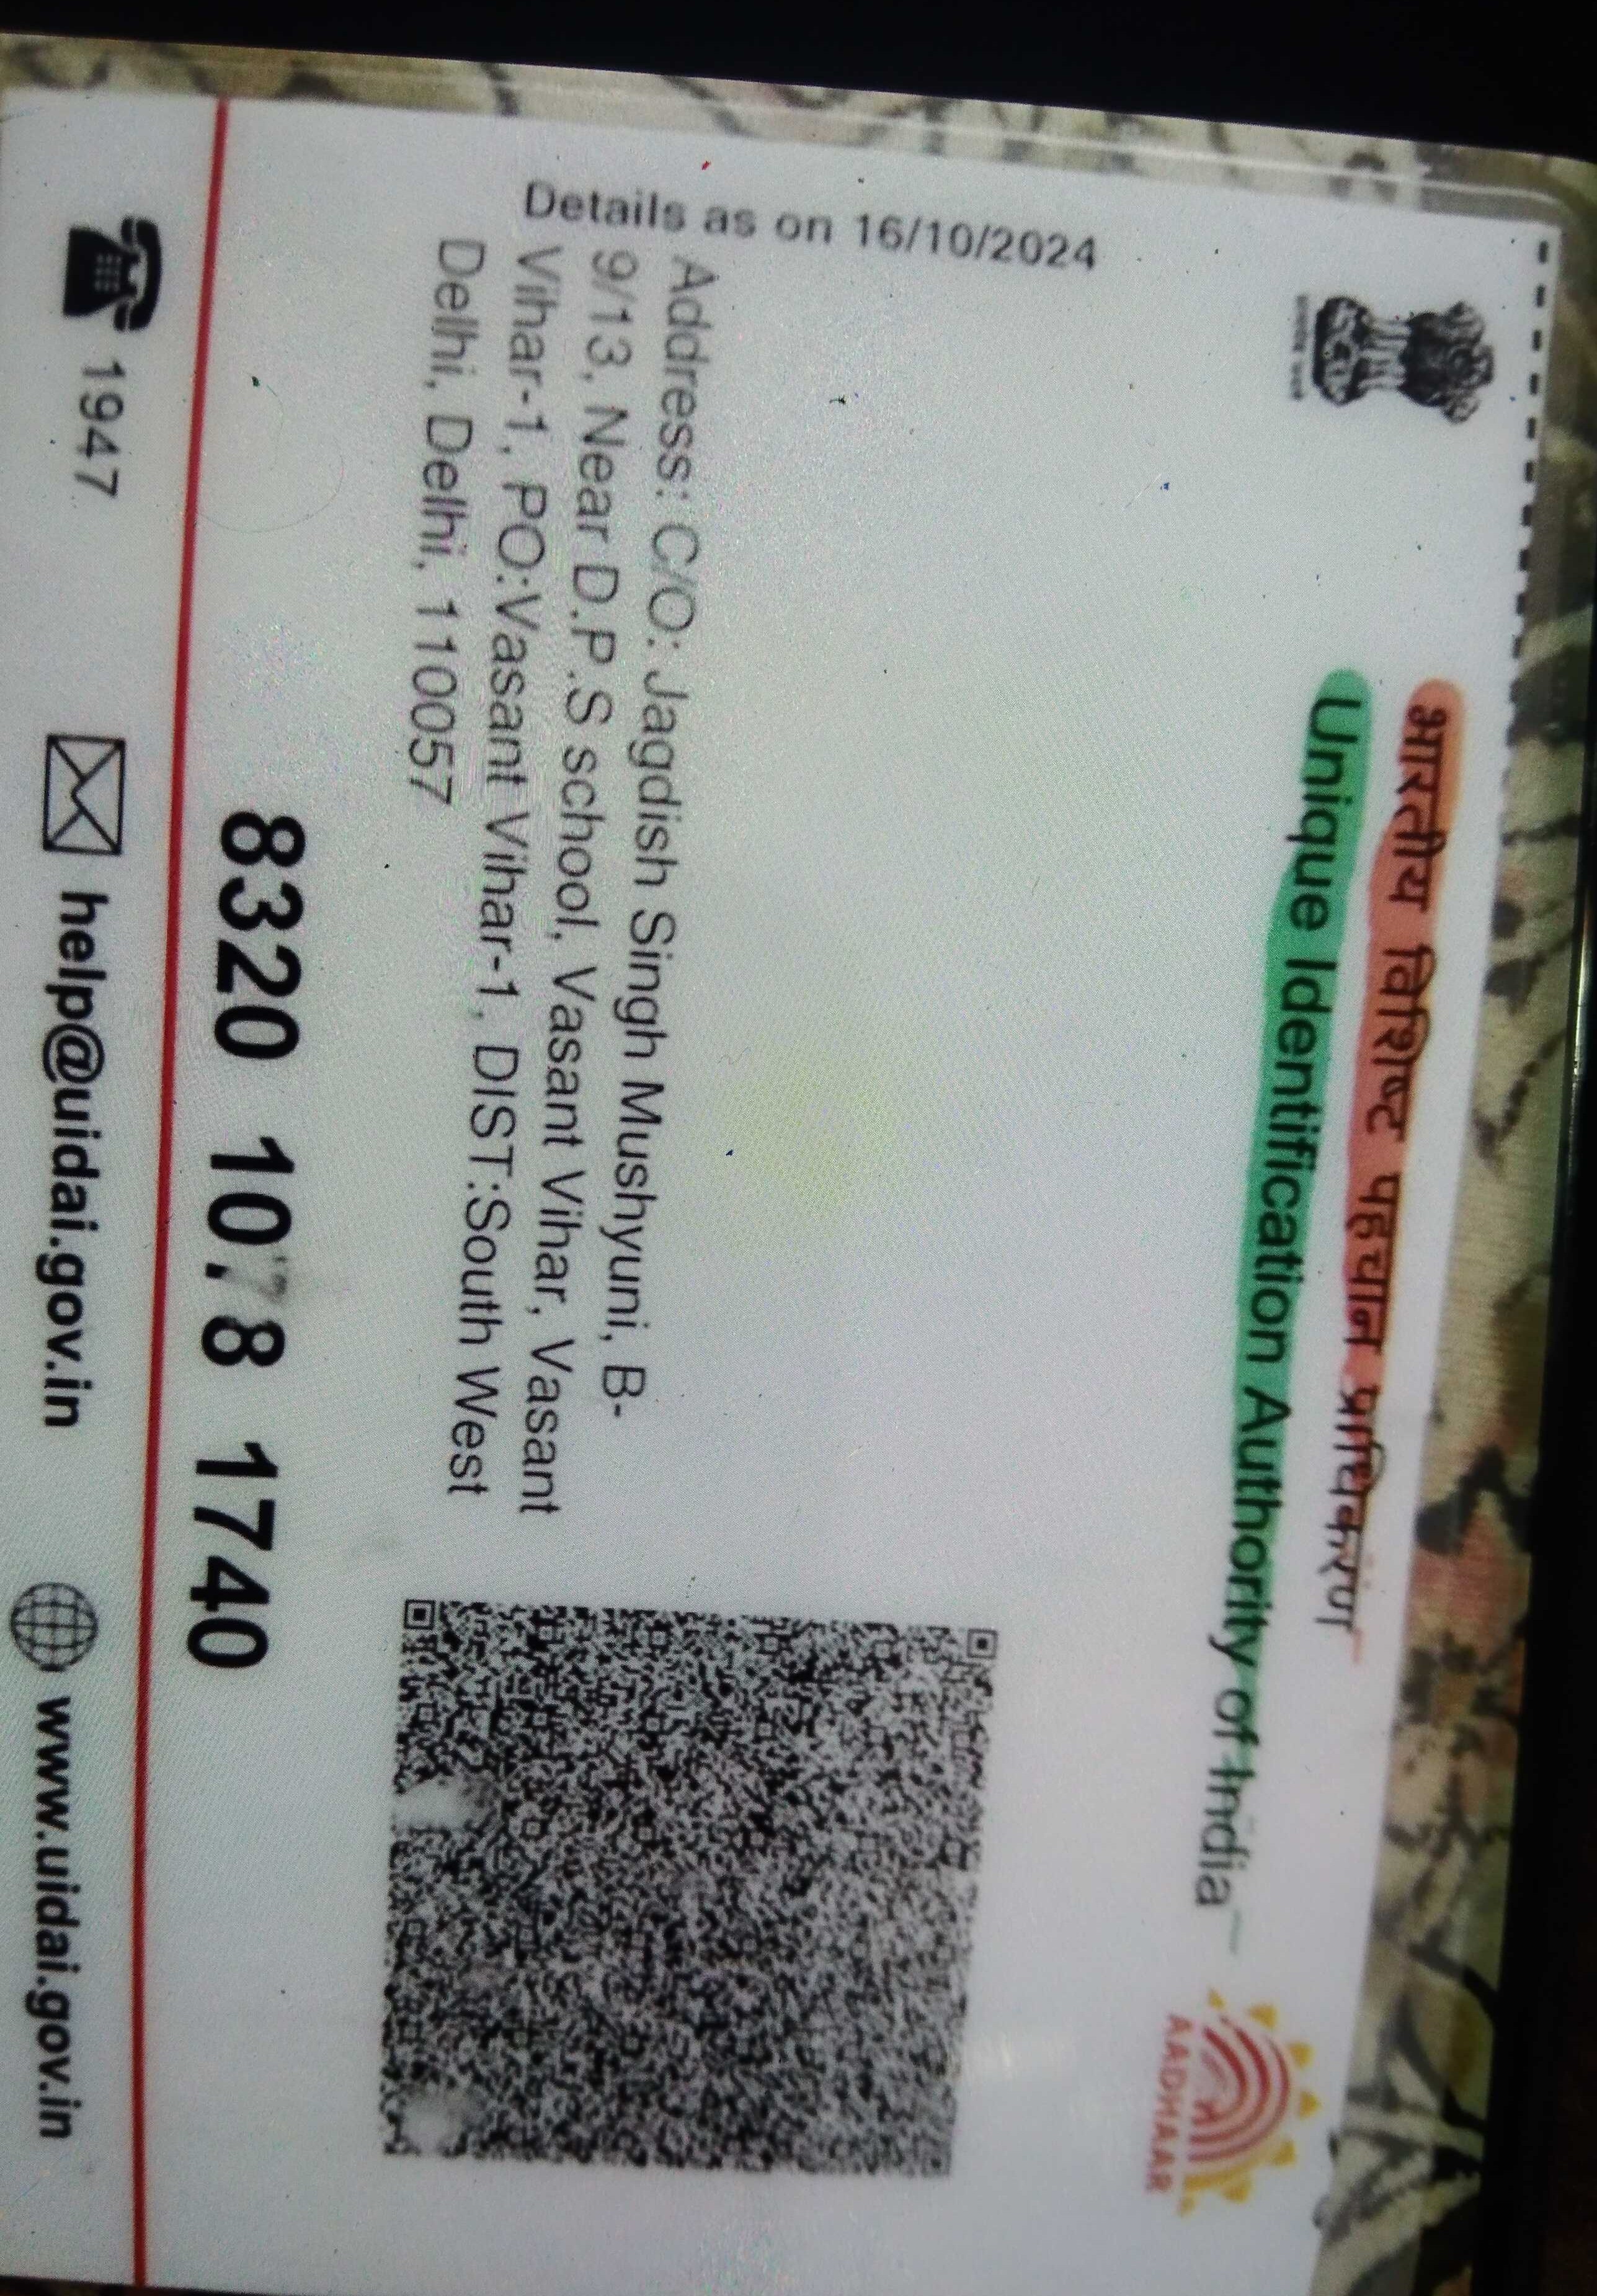 भारतीय विशिष्ट पहचान प्राधिकरण
Unique Identification Authority of India
AADHAAR
Details as on 16/10/2024
Address: C/O: Jagdish Singh Mushyuni, B-
9/13, Near D.P.S school, Vasant Vihar, Vasant
Vihar-1, PO:Vasant Vihar-1, DIST:South West
Delhi, Delhi, 110057
8320 1078 1740
1947 help@uidai.gov.in www.uidai.gov.in